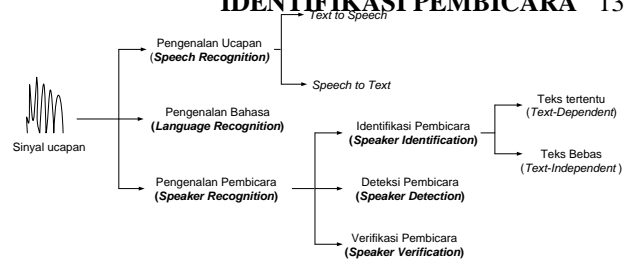 IDENTIFIKASI PEMBICARA 13
Text to Speech
Pengenalan Ucapan
(Speech Recognition)
Speech to Text
Sinyal ucapan
Pengenalan Bahasa
(Language Recognition)
Identifikasi Pembicara
(Speaker Identification)
Teks tertentu
(Text-Dependent)
Teks Bebas
(Text-Independent )
Pengenalan Pembicara
(Speaker Recognition)
Deteksi Pembicara
(Speaker Detection)
Verifikasi Pembicara
(Speaker Verification)